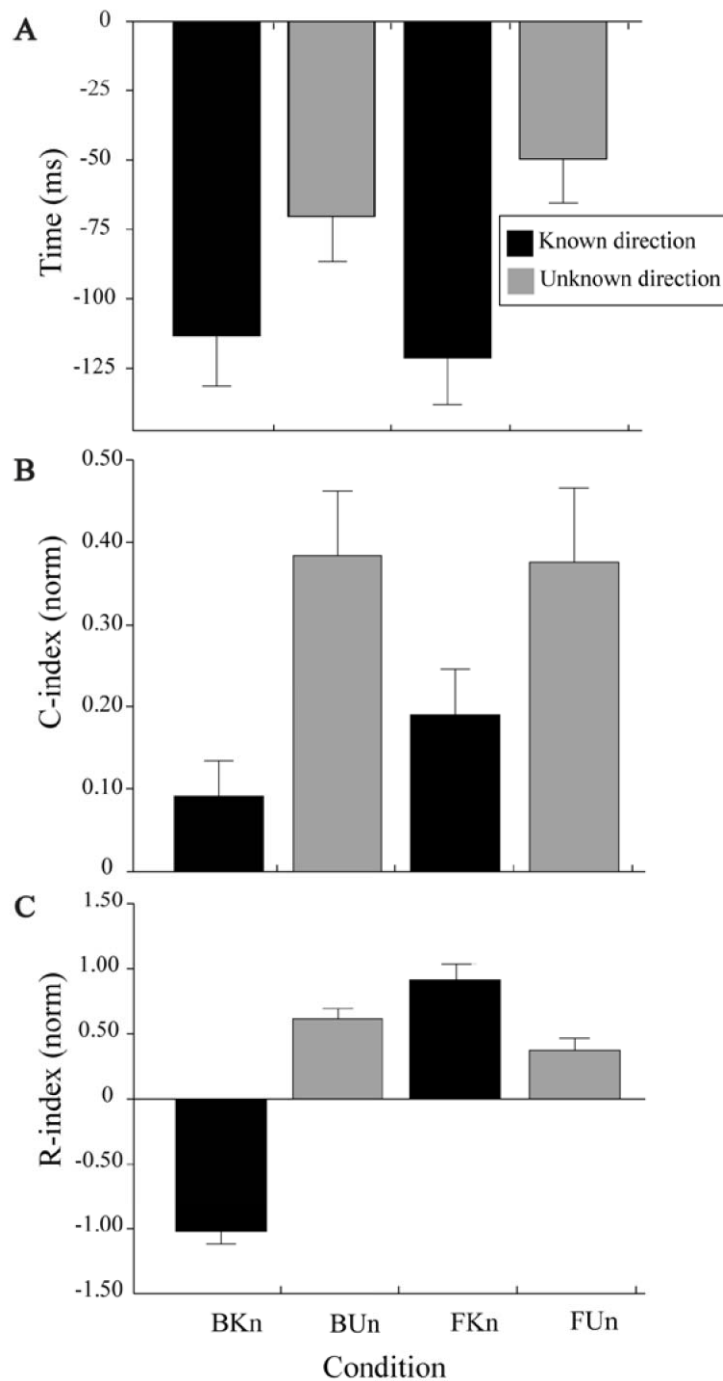 A
0
-25
-50
-75
-100
-125
Time (ms)
Known direction
Unknown direction
B
0.50
0.40
0.30
0.20
0.10
0
C-index (norm)
C
1.50
1.00
0.50
0
-0.50
-1.00
-1.50
R-index (norm)
BKn BUn FKn FUn
Condition